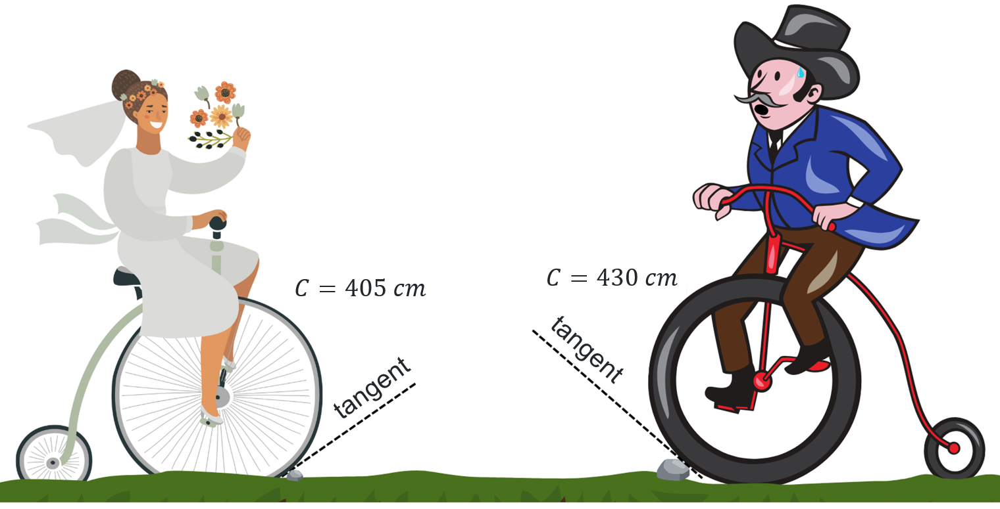 C = 405 cm
tangent
C = 430 cm
tangent